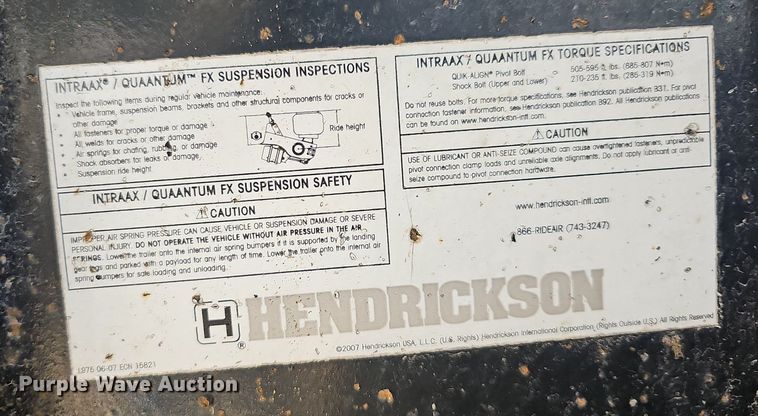 INTRAAX® / QUAANTUM™ FX SUSPENSION INSPECTIONS
Inspect the following items during regular vehicle maintenance:
• Vehicle frame, suspension beams, brackets and other structural components for cracks or
other damage
• All fasteners for proper torque or damage
• All welds for cracks or other damage
• Air springs for chafing, rubbing, or damage
• Shock absorbers for leaks or damage
• Suspension ride height
Ride height
INTRAAX / QUAANTUM FX SUSPENSION SAFETY
⚠ CAUTION
IMPROPER AIR SPRING PRESSURE CAN CAUSE VEHICLE OR SUSPENSION DAMAGE OR SEVERE
PERSONAL INJURY. DO NOT OPERATE THE VEHICLE WITHOUT AIR PRESSURE IN THE AIR
SPRINGS. Lower the trailer onto the internal air spring bumpers if it is supported by the landing
gear legs and parked with a payload for any length of time. Lower the trailer onto the internal air
spring bumpers for safe loading and unloading.
INTRAAX / QUAANTUM FX TORQUE SPECIFICATIONS
QUIK-ALIGN® Pivot Bolt 505-595 ft. lbs. (685-807 N•m)
Shock Bolt (Upper and Lower) 210-235 ft. lbs. (285-319 N•m)
Do not reuse bolts. For more torque specifications, see Hendrickson publication B31. For pivot
connection fastener information, see Hendrickson publication B92. All Hendrickson publications
can be found on www.hendrickson-intl.com.
⚠ CAUTION
USE OF LUBRICANT OR ANTI-SEIZE COMPOUND can cause overtightened fasteners, unpredictable
pivot connection clamp loads and unreliable axle alignments. Do not apply lubricant or anti-
seize compound to pivot connection hardware.
www.hendrickson-intl.com
866-RIDEAIR (743-3247)
H HENDRICKSON ®
©2007 Hendrickson USA, L.L.C. (U.S. Rights) Hendrickson International Corporation (Rights Outside U.S.) All Rights Reserved
L975 06-07 ECN 15821
Purple Wave Auction